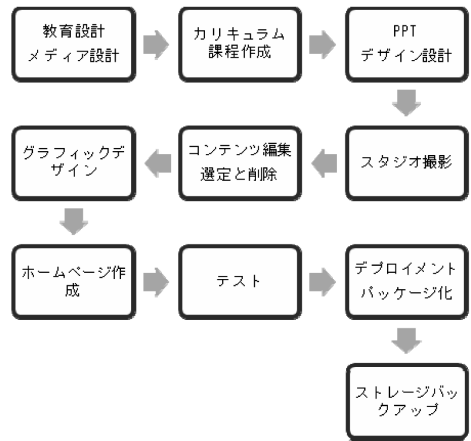 教育設計
メディア設計
カリキュラム
課程作成
PPT
デザイン設計
スタジオ撮影
コンテンツ編集
選定と削除
グラフィックデ
ザイン
ホームページ作
成
テスト
デプロイメント
パッケージ化
ストレージバッ
クアップ